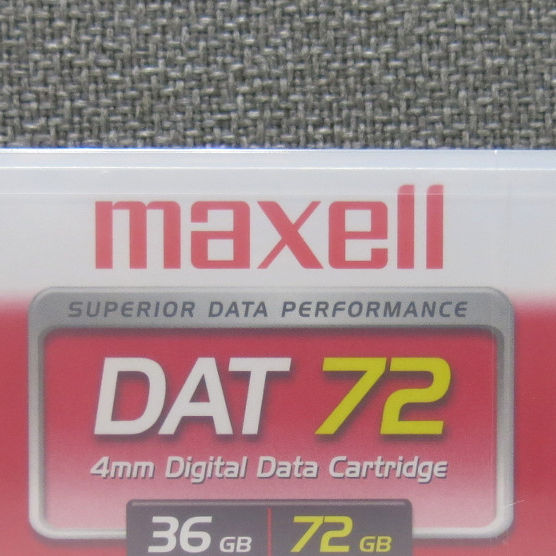 maxell
SUPERIOR DATA PERFORMANCE
DAT 72
4mm Digital Data Cartridge
36 GB 72 GB